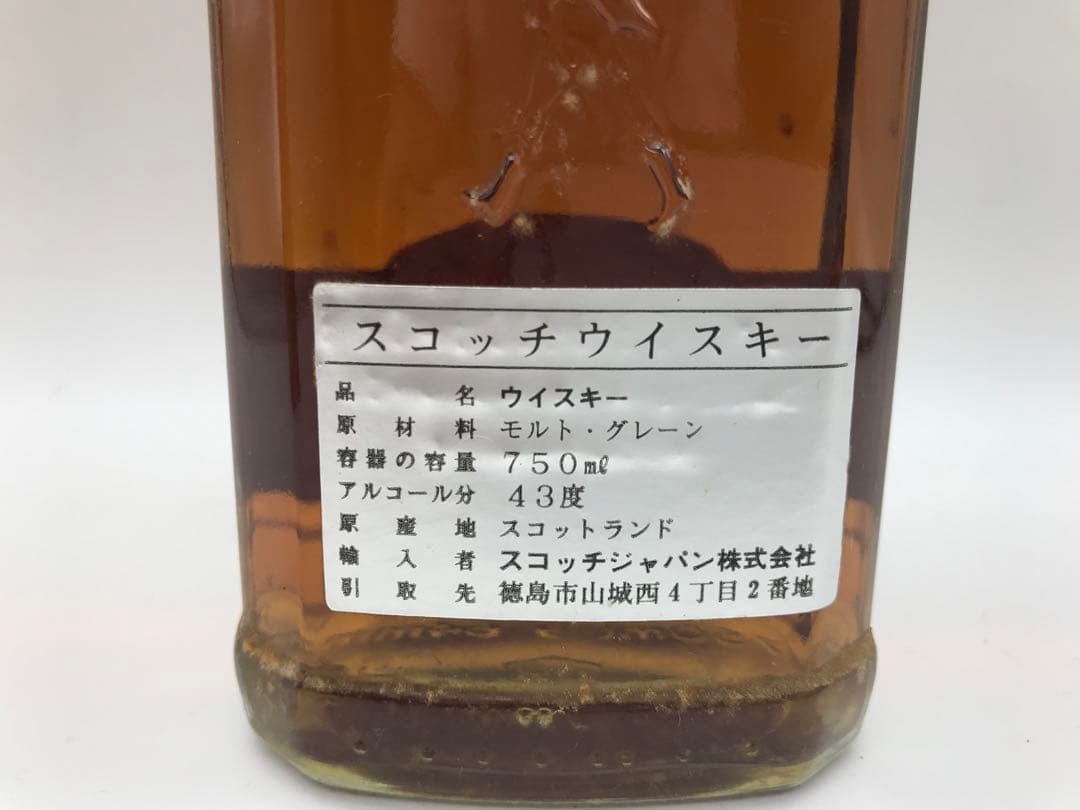 スコッチウイスキー
品名 ウイスキー
原材料 モルト・グレーン
容器の容量 750㎖
アルコール分 43度
原産地 スコットランド
輸入者 スコッチジャパン株式会社
引取先 徳島市山城西4丁目2番地